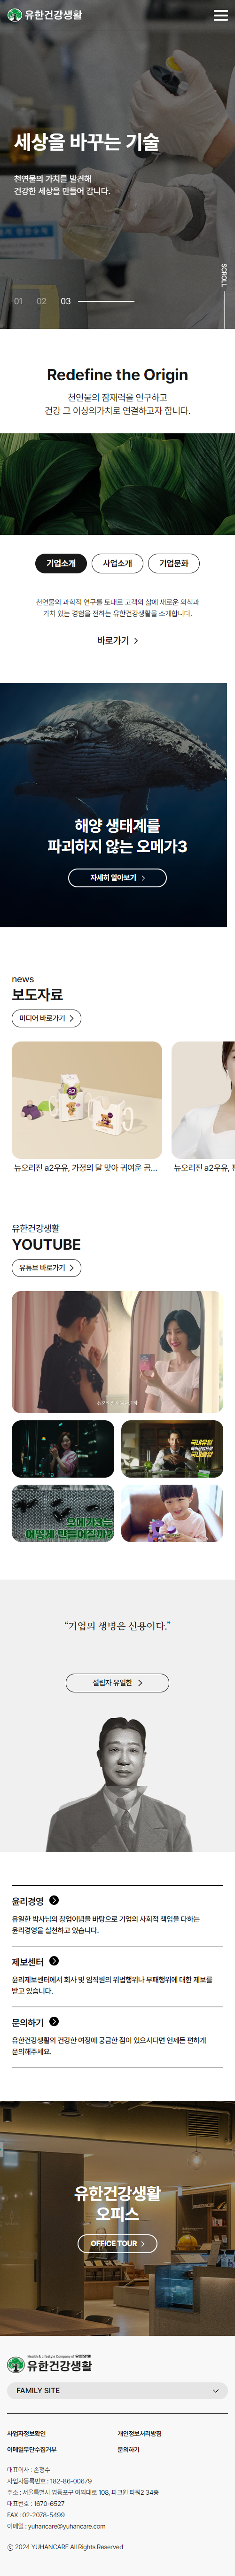 유한건강생활
세상을 바꾸는 기술
천연물의 가치를 발견해
건강한 세상을 만들어 갑니다.
01 02 03
SCROLL
Redefine the Origin
천연물의 잠재력을 연구하고
건강 그 이상의가치로 연결하고자 합니다.
기업소개 사업소개 기업문화
천연물의 과학적 연구를 토대로 고객의 삶에 새로운 의식과
가치 있는 경험을 전하는 유한건강생활을 소개합니다.
바로가기
해양 생태계를
파괴하지 않는 오메가3
자세히 알아보기
news
보도자료
미디어 바로가기
뉴오리진 a2우유, 가정의 달 맞아 귀여운 곰...
뉴오리진 a2우유,
유한건강생활
YOUTUBE
유튜브 바로가기
국내유일
국내배양
오메가3는
어떻게 만들어질까?
“기업의 생명은 신용이다.”
설립자 유일한
윤리경영
유일한 박사님의 창업이념을 바탕으로 기업의 사회적 책임을 다하는
윤리경영을 실천하고 있습니다.
제보센터
윤리제보센터에서 회사 및 임직원의 위법행위나 부패행위에 대한 제보를
받고 있습니다.
문의하기
유한건강생활의 건강한 여정에 궁금한 점이 있으시다면 언제든 편하게
문의해주세요.
유한건강생활
오피스
OFFICE TOUR
Health & Lifestyle Company of 유한양행
유한건강생활
FAMILY SITE
사업자정보확인 개인정보처리방침
이메일무단수집거부 문의하기
대표이사 : 손정수
사업자등록번호 : 182-86-00679
주소 : 서울특별시 영등포구 여의대로 108, 파크원 타워2 34층
대표번호 : 1670-6527
FAX : 02-2078-5499
이메일 : yuhancare@yuhancare.com
ⓒ 2024 YUHANCARE All Rights Reserved